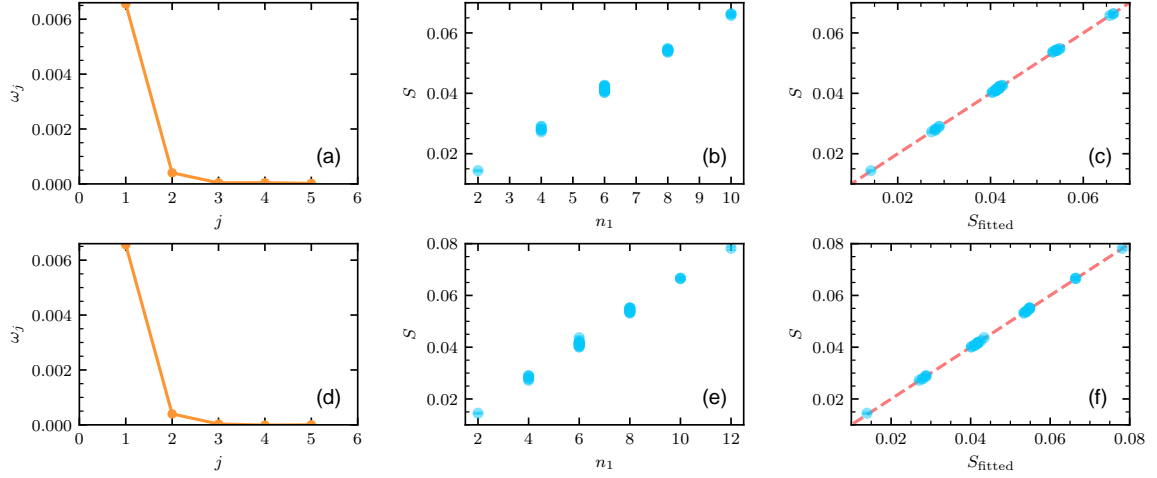 0.006
0.004
0.002
0.000
ω_j
0 1 2 3 4 5 6
j
(a)
0.06
0.04
0.02
S
2 3 4 5 6 7 8 9 10
n_1
(b)
0.06
0.04
0.02
S
0.02 0.04 0.06
S_fitted
(c)
0.006
0.004
0.002
0.000
ω_j
0 1 2 3 4 5 6
j
(d)
0.08
0.06
0.04
0.02
S
2 4 6 8 10 12
n_1
(e)
0.08
0.06
0.04
0.02
S
0.02 0.04 0.06 0.08
S_fitted
(f)